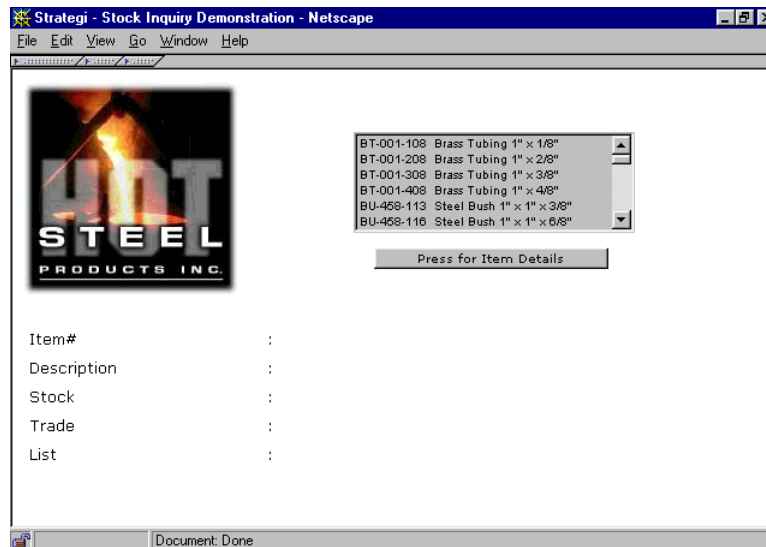 Strategi - Stock Inquiry Demonstration - Netscape
File Edit View Go Window Help
HOT
STEEL
PRODUCTS INC.
BT-001-108 Brass Tubing 1" x 1/8"
BT-001-208 Brass Tubing 1" x 2/8"
BT-001-308 Brass Tubing 1" x 3/8"
BT-001-408 Brass Tubing 1" x 4/8"
BU-458-113 Steel Bush 1" x 1" x 3/8"
BU-458-116 Steel Bush 1" x 1" x 6/8"
Press for Item Details
Item# :
Description :
Stock :
Trade :
List :
Document: Done